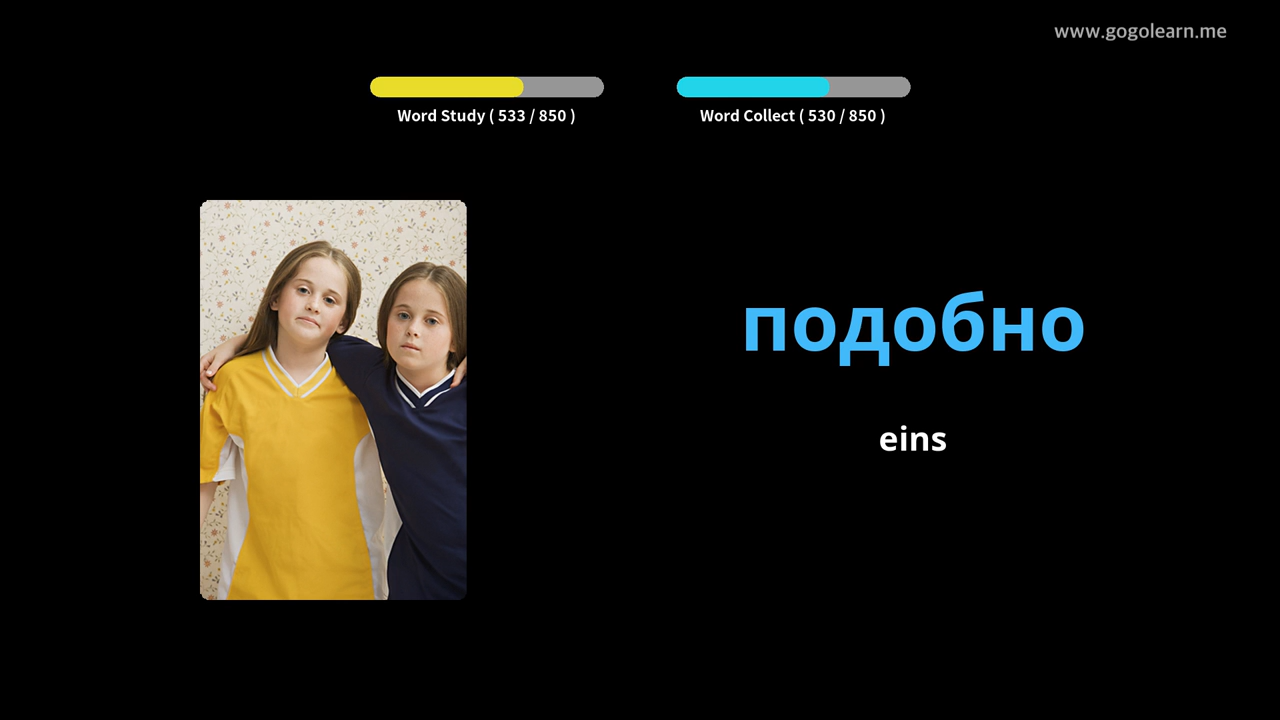 www.gogolearn.me
Word Study ( 533 / 850 )
Word Collect ( 530 / 850 )
подобно
eins